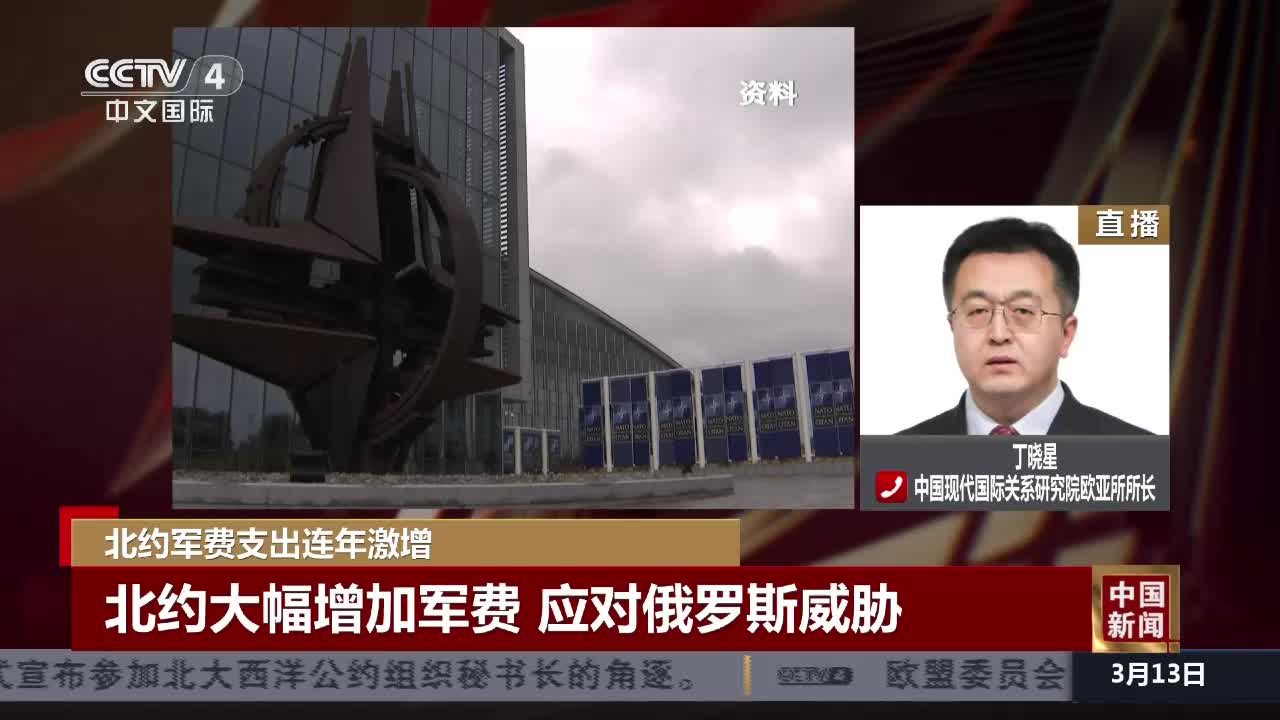 CCTV 4
中文国际
资料
直播
丁晓星
中国现代国际关系研究院欧亚所所长
NATO OTAN
北约军费支出连年激增
北约大幅增加军费 应对俄罗斯威胁
中国
新闻
式宣布参加北大西洋公约组织秘书长的角逐。 CCTV4 欧盟委员会
3月13日